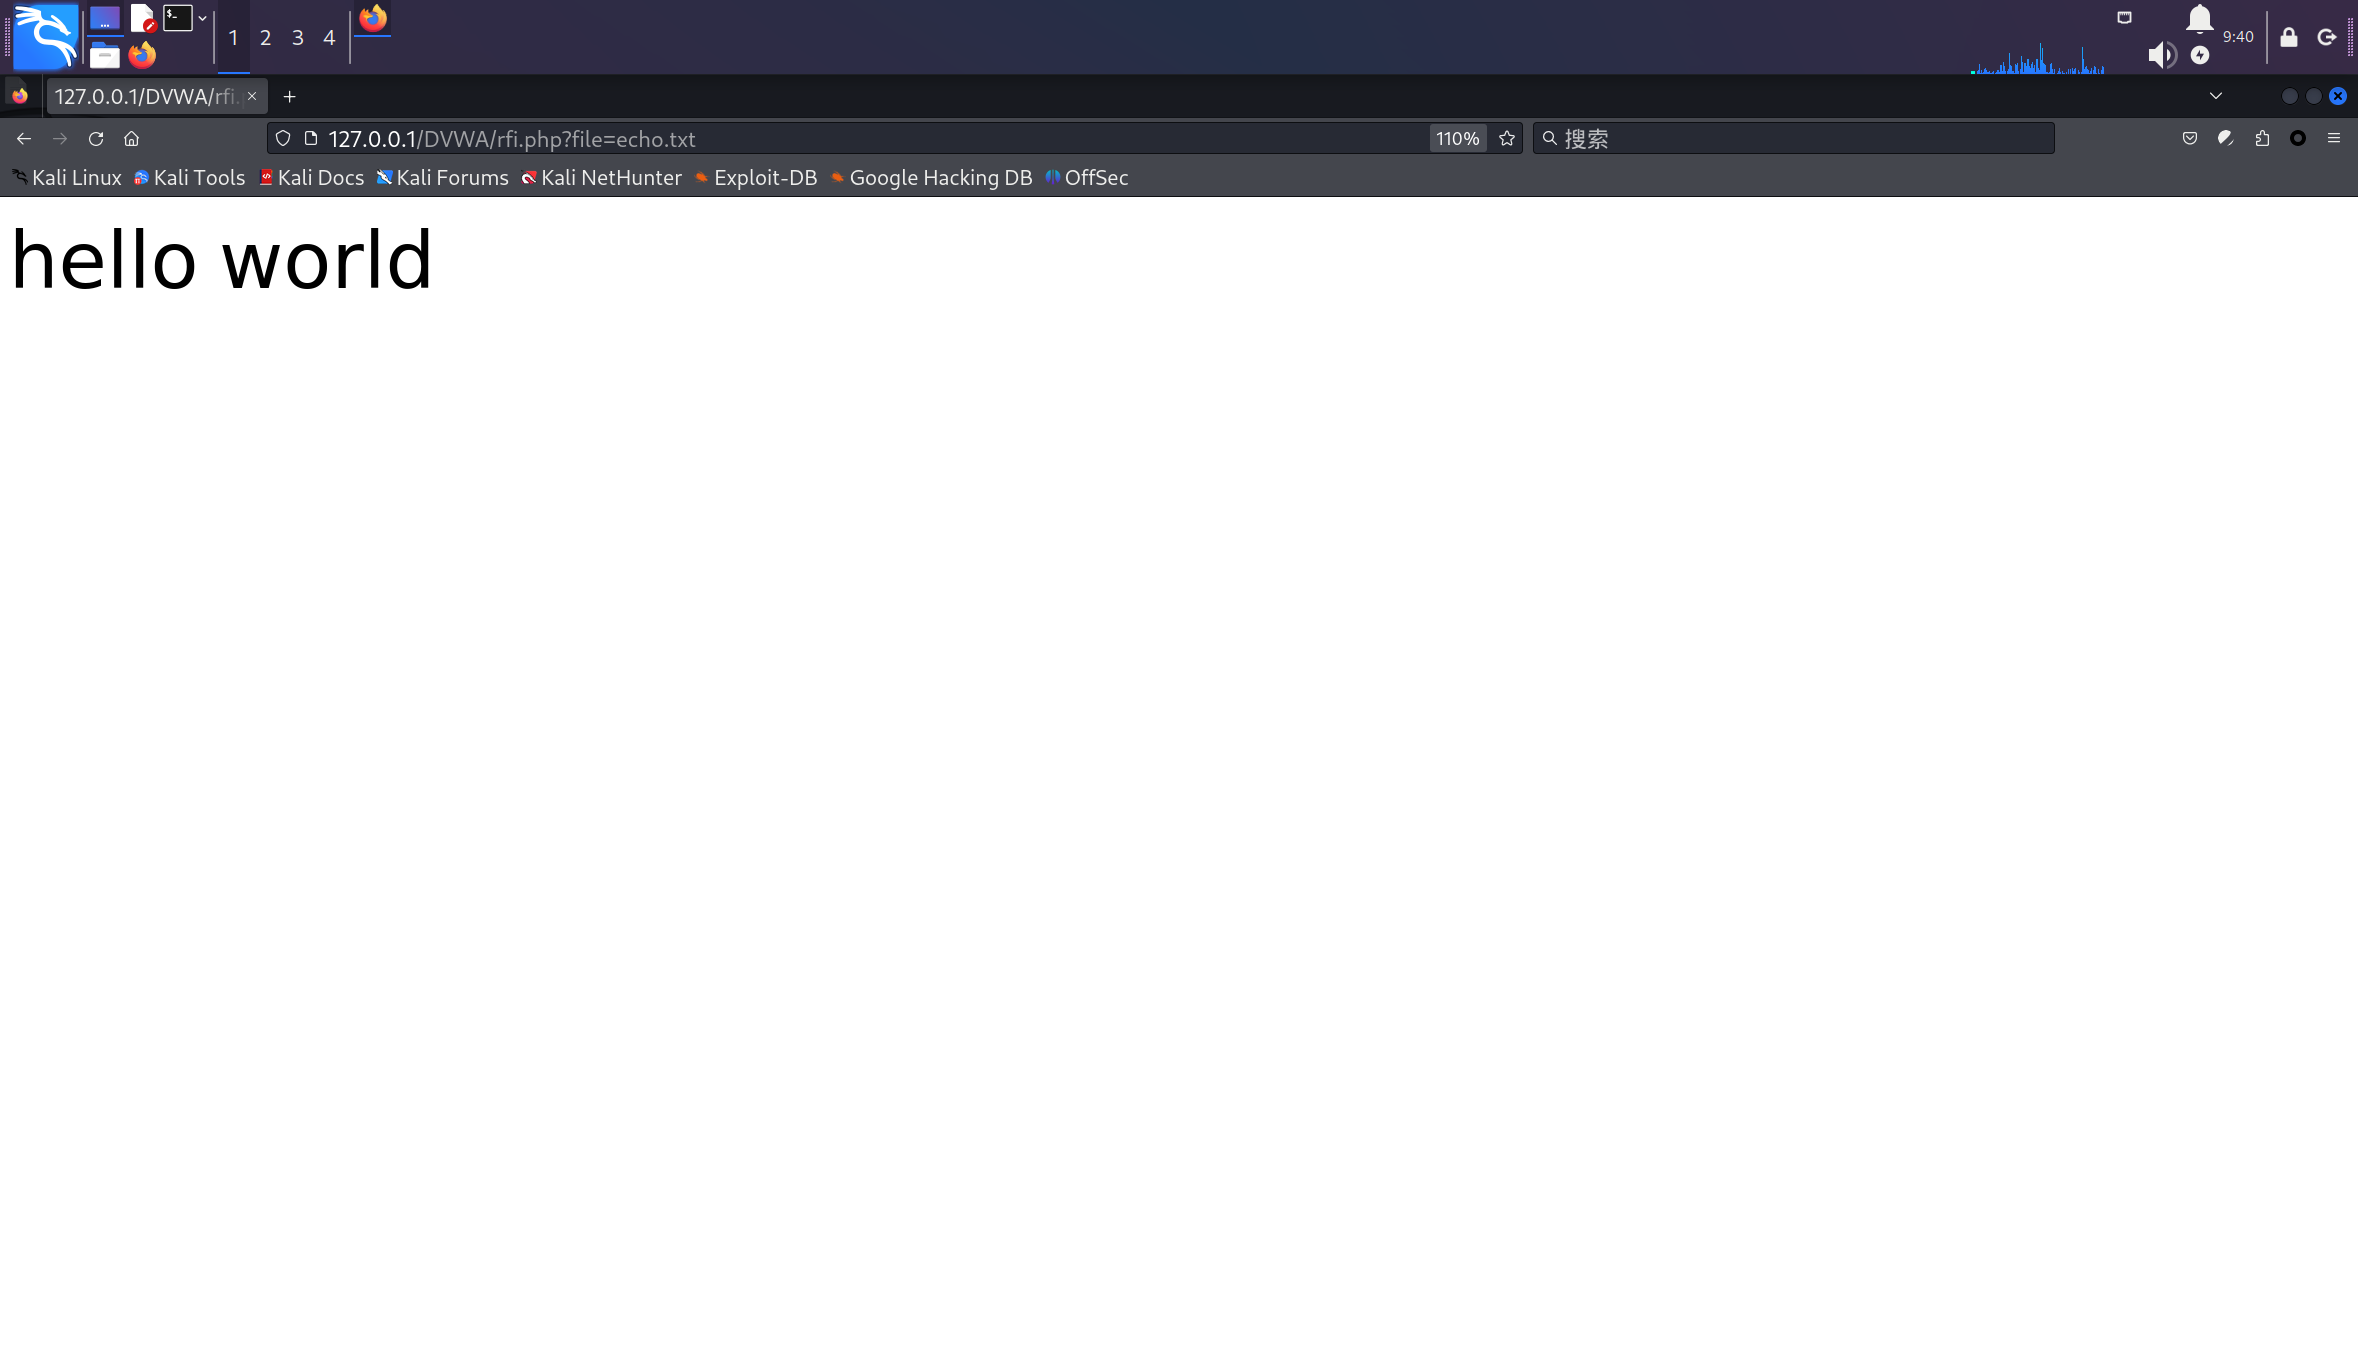 1 2 3 4 9:40
127.0.0.1/DVWA/rfi.
127.0.0.1/DVWA/rfi.php?file=echo.txt 110% 搜索
Kali Linux Kali Tools Kali Docs Kali Forums Kali NetHunter Exploit-DB Google Hacking DB OffSec
hello world